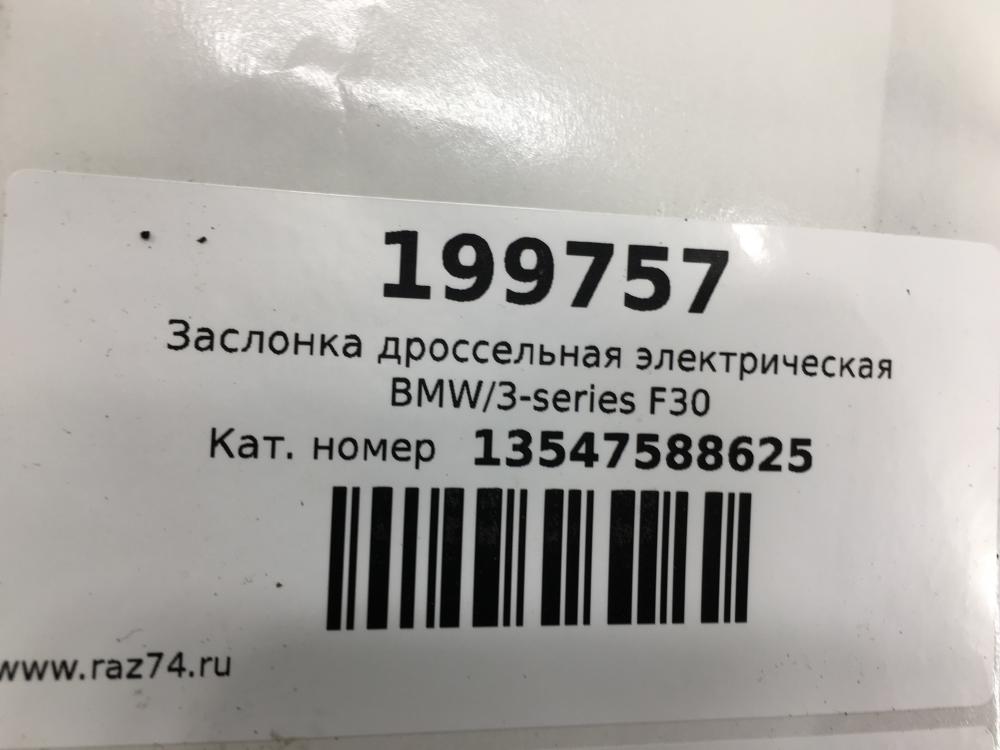 199757
Заслонка дроссельная электрическая
BMW/3-series F30
Кат. номер 13547588625
www.raz74.ru